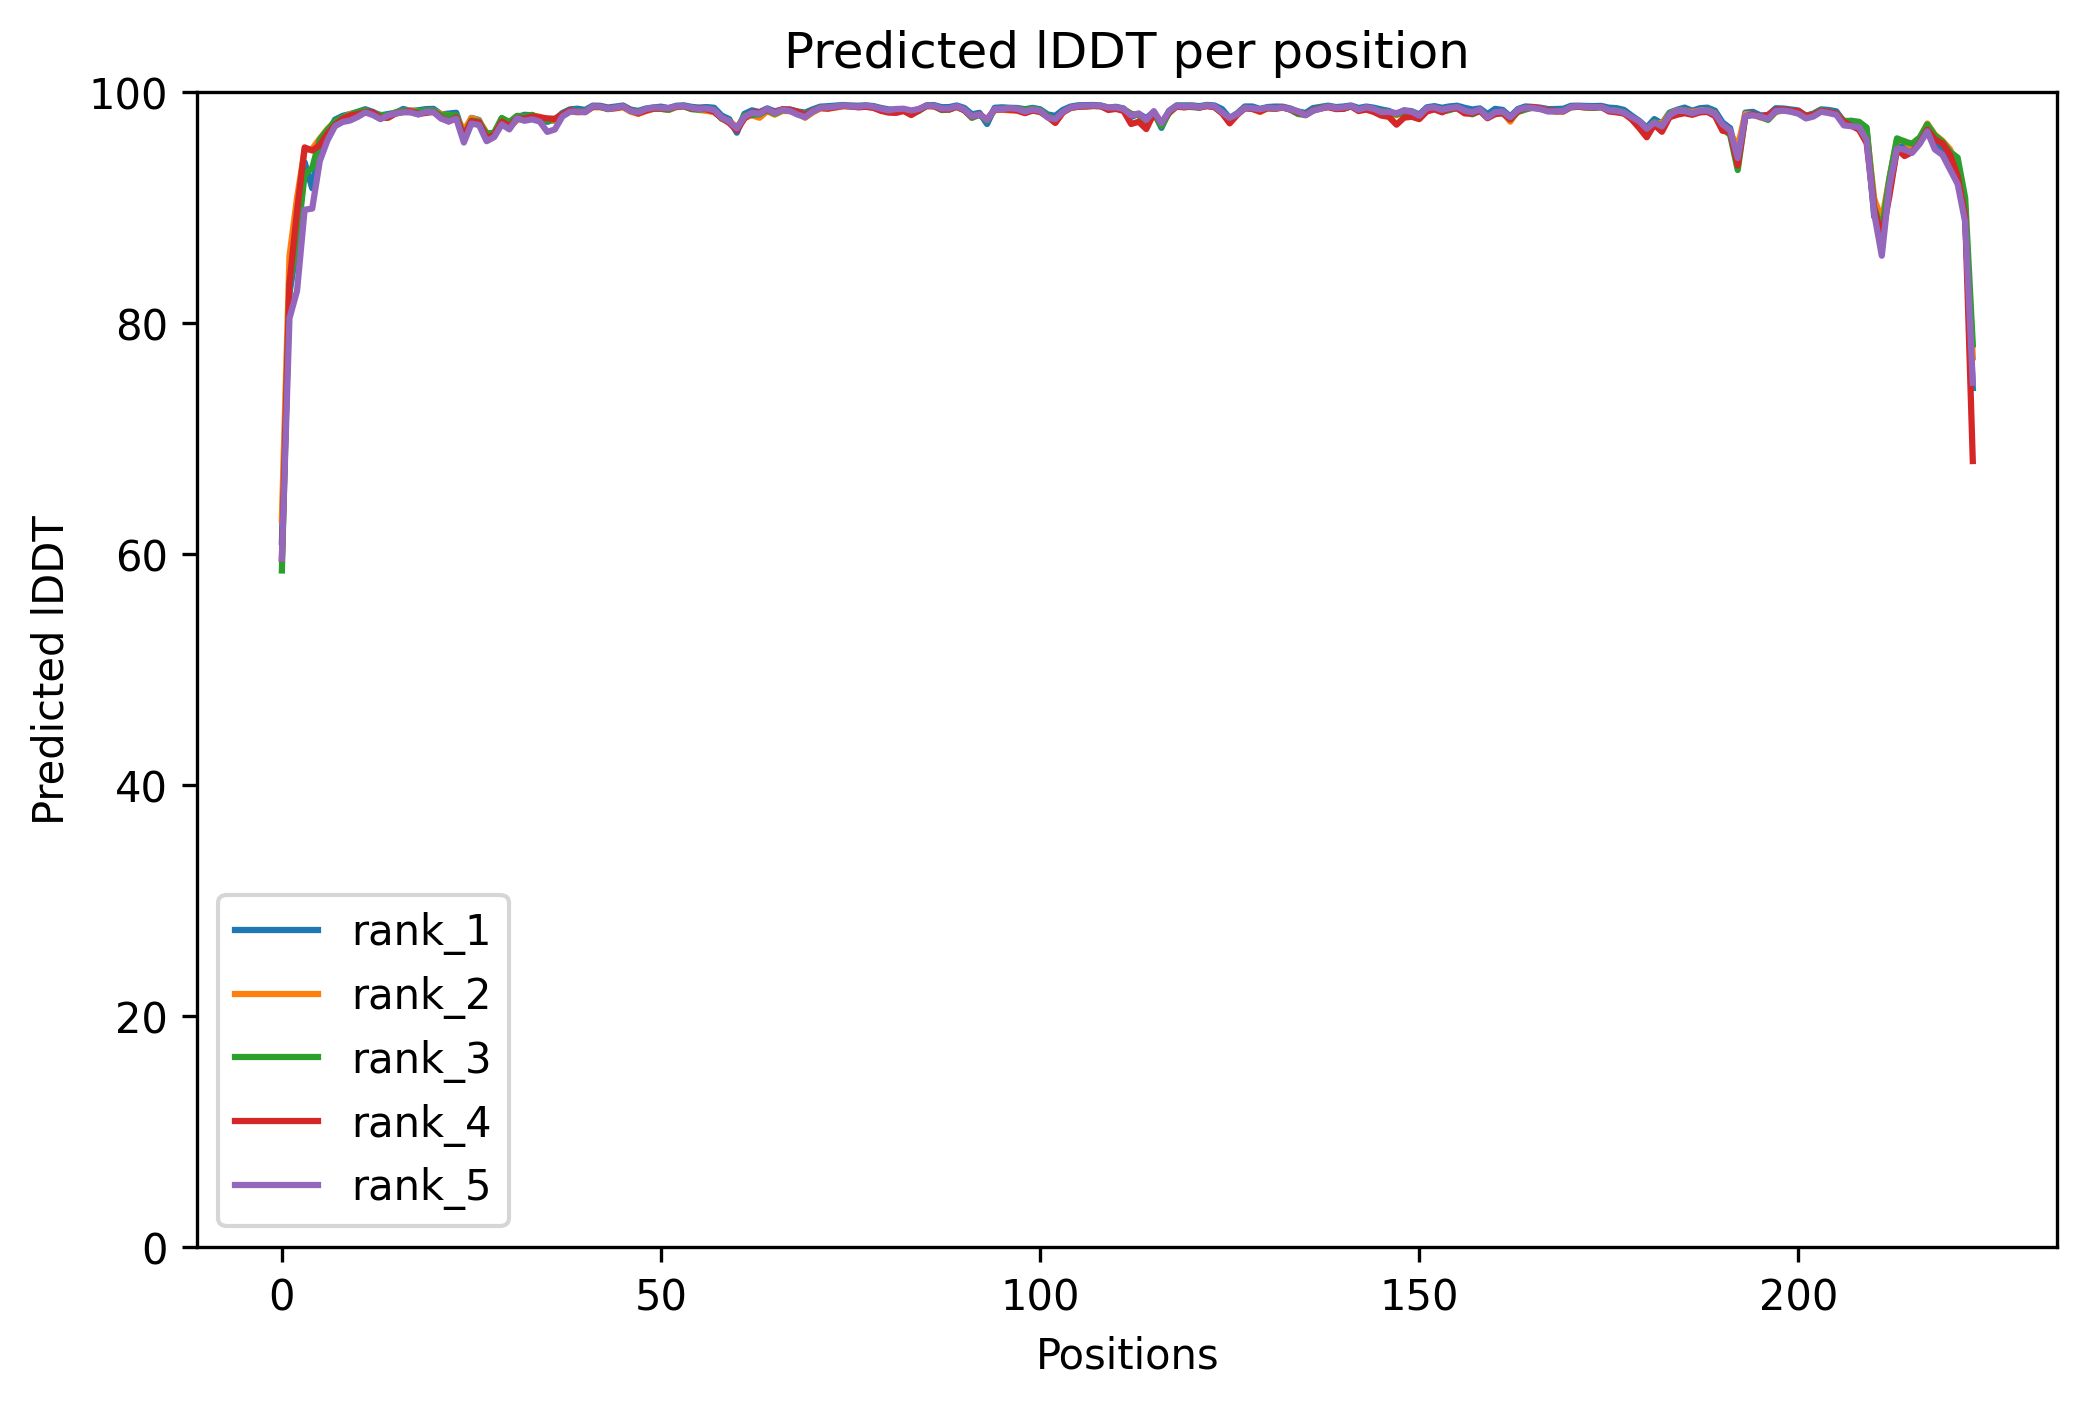 Predicted lDDT per position
100
80
60
40
20
0
Predicted lDDT
rank_1
rank_2
rank_3
rank_4
rank_5
0 50 100 150 200
Positions